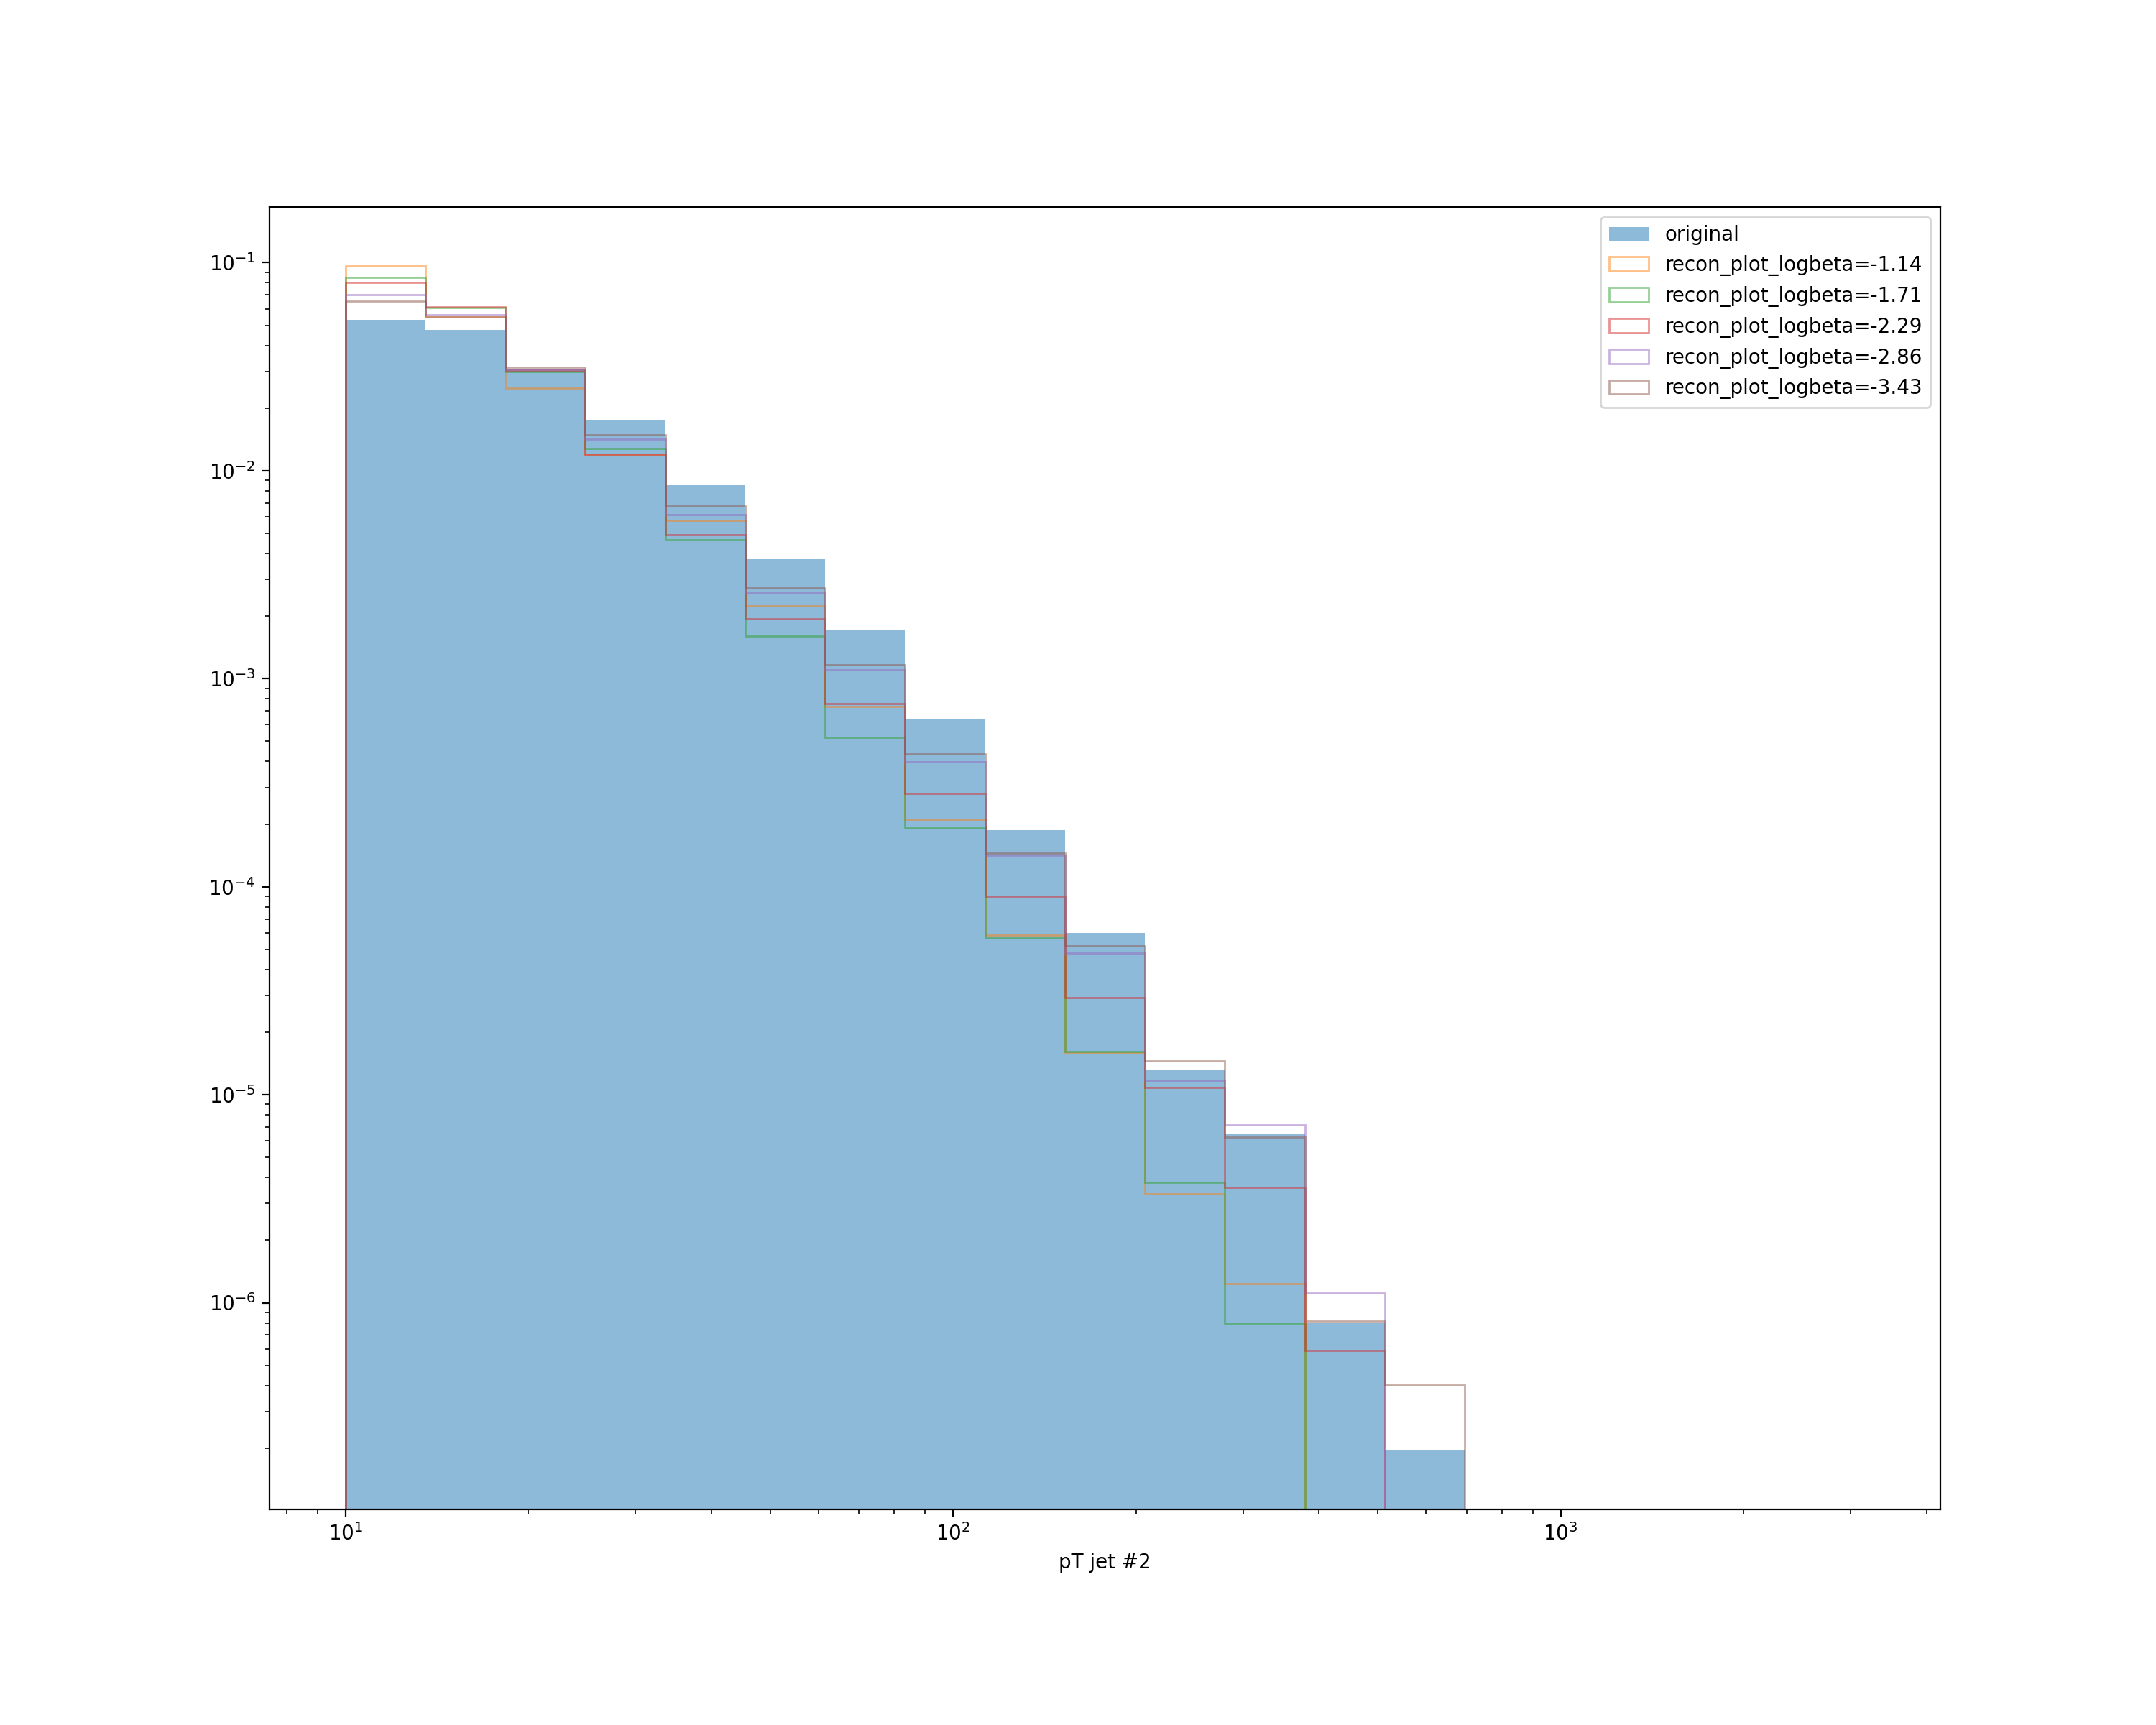 original
recon_plot_logbeta=-1.14
recon_plot_logbeta=-1.71
recon_plot_logbeta=-2.29
recon_plot_logbeta=-2.86
recon_plot_logbeta=-3.43
10⁻¹
10⁻²
10⁻³
10⁻⁴
10⁻⁵
10⁻⁶
10¹ 10² 10³
pT jet #2